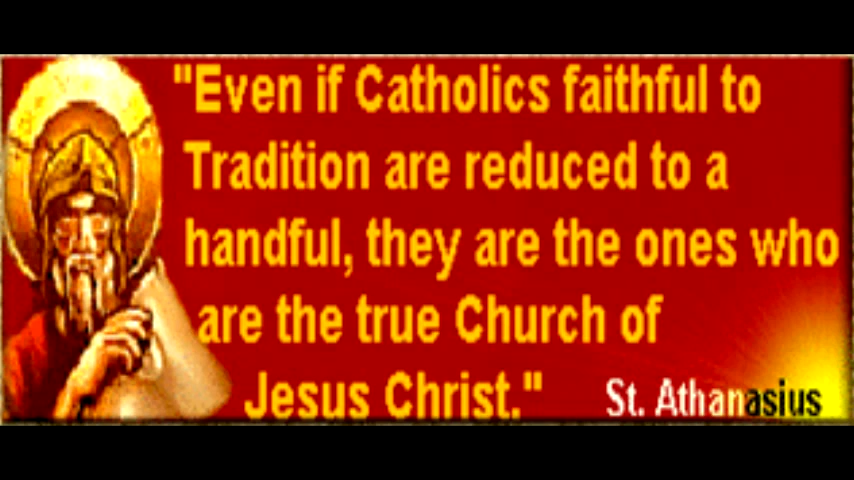 "Even if Catholics faithful to
Tradition are reduced to a
handful, they are the ones who
are the true Church of
Jesus Christ."
St. Athanasius